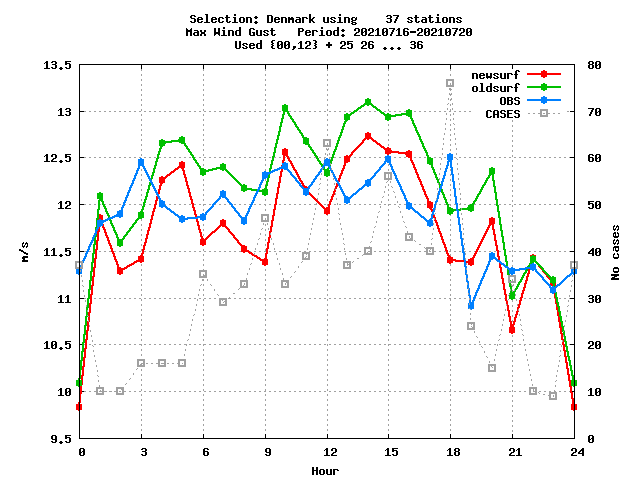 Selection: Denmark using    37 stations
Max Wind Gust   Period: 20210716-20210720
Used {00,12} + 25 26 ... 36
newsurf
oldsurf
OBS
CASES
13.5
13
12.5
12
11.5
11
10.5
10
9.5
m/s
80
70
60
50
40
30
20
10
0
No cases
0 3 6 9 12 15 18 21 24
Hour